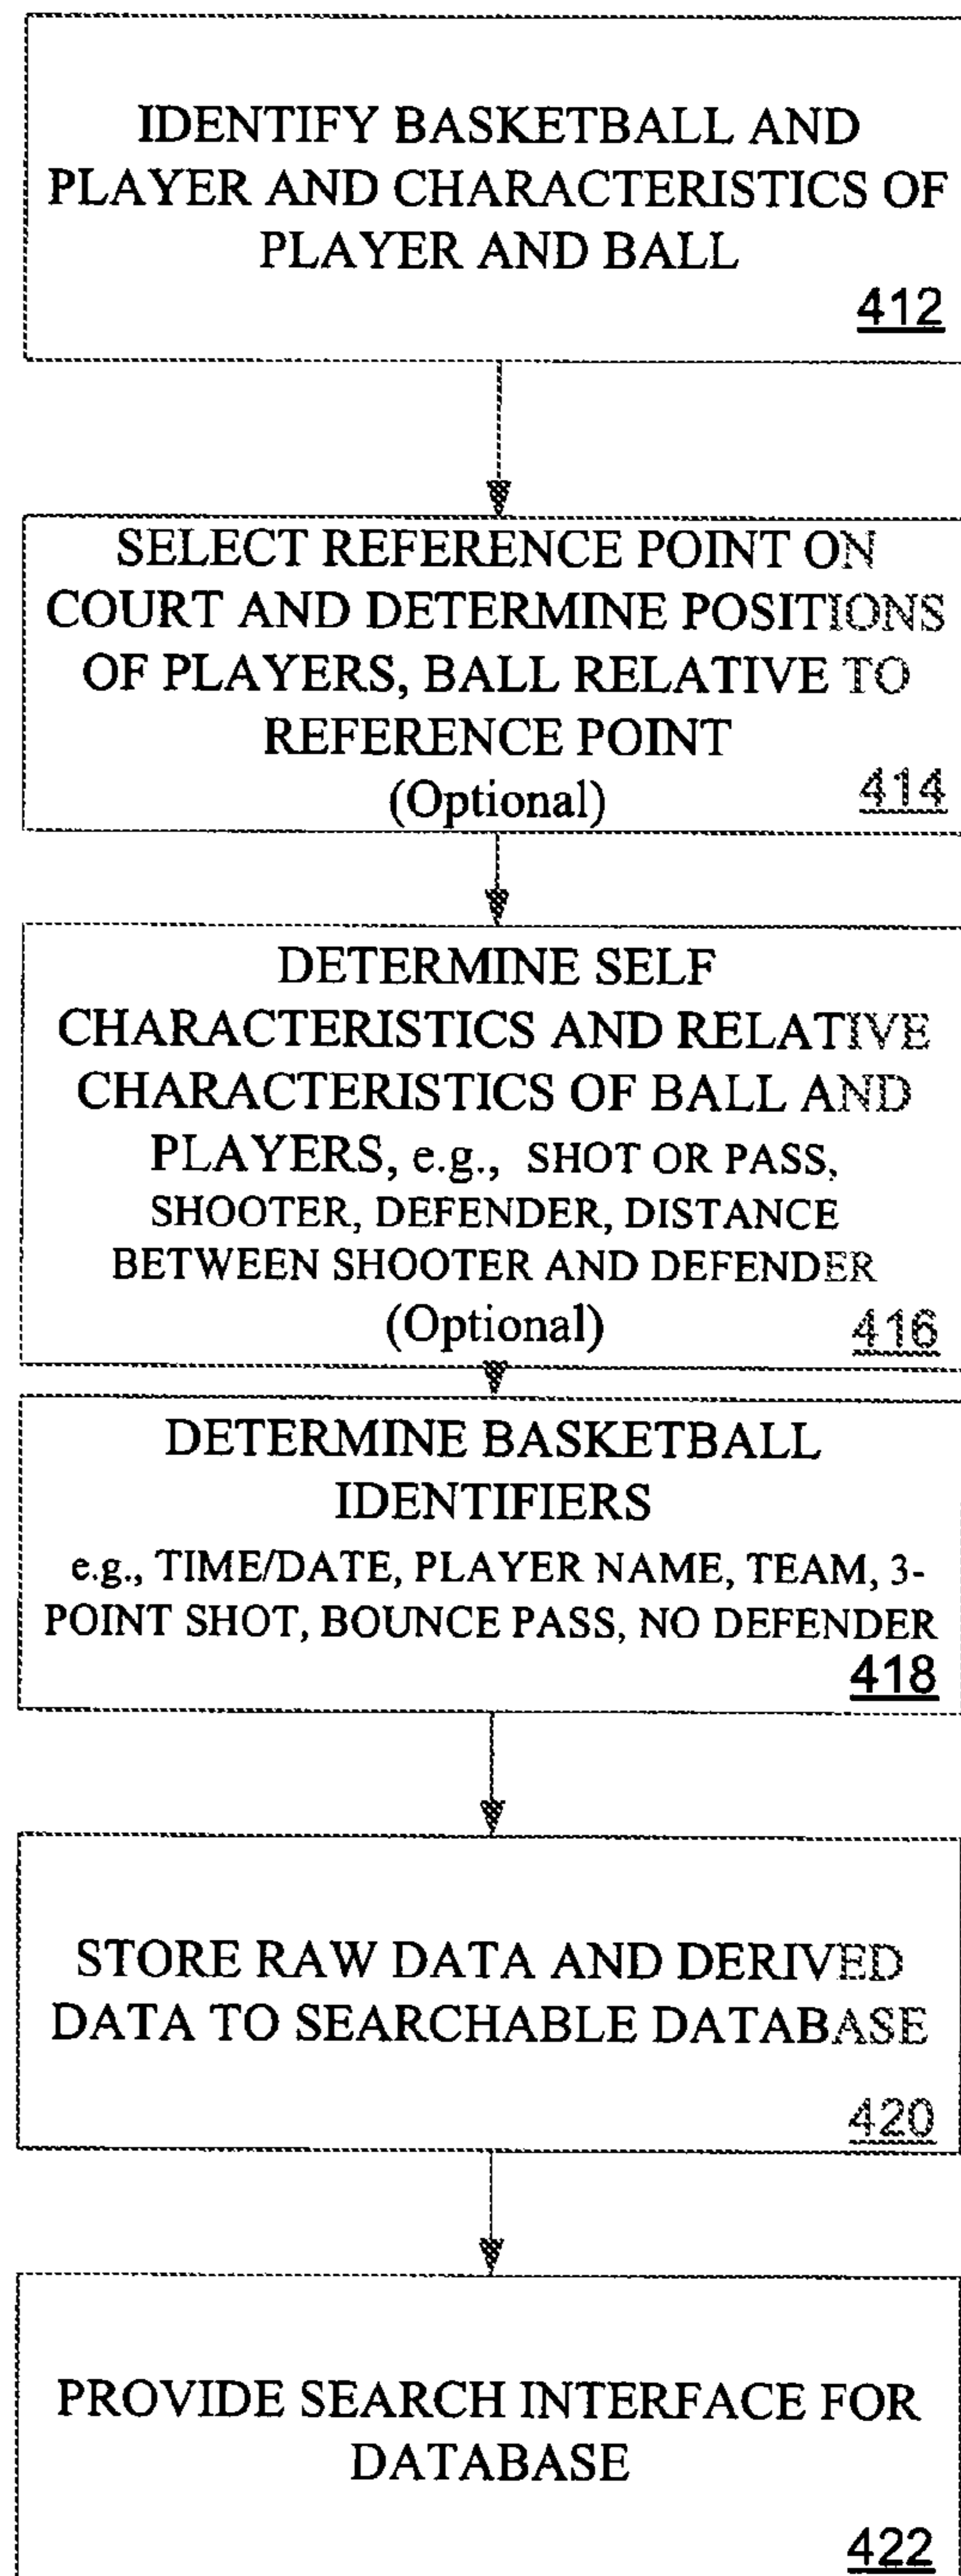 IDENTIFY BASKETBALL AND
PLAYER AND CHARACTERISTICS OF
PLAYER AND BALL
412
SELECT REFERENCE POINT ON
COURT AND DETERMINE POSITIONS
OF PLAYERS, BALL RELATIVE TO
REFERENCE POINT
(Optional)
414
DETERMINE SELF
CHARACTERISTICS AND RELATIVE
CHARACTERISTICS OF BALL AND
PLAYERS, e.g., SHOT OR PASS,
SHOOTER, DEFENDER, DISTANCE
BETWEEN SHOOTER AND DEFENDER
(Optional)
416
DETERMINE BASKETBALL
IDENTIFIERS
e.g., TIME/DATE, PLAYER NAME, TEAM, 3-
POINT SHOT, BOUNCE PASS, NO DEFENDER
418
STORE RAW DATA AND DERIVED
DATA TO SEARCHABLE DATABASE
420
PROVIDE SEARCH INTERFACE FOR
DATABASE
422